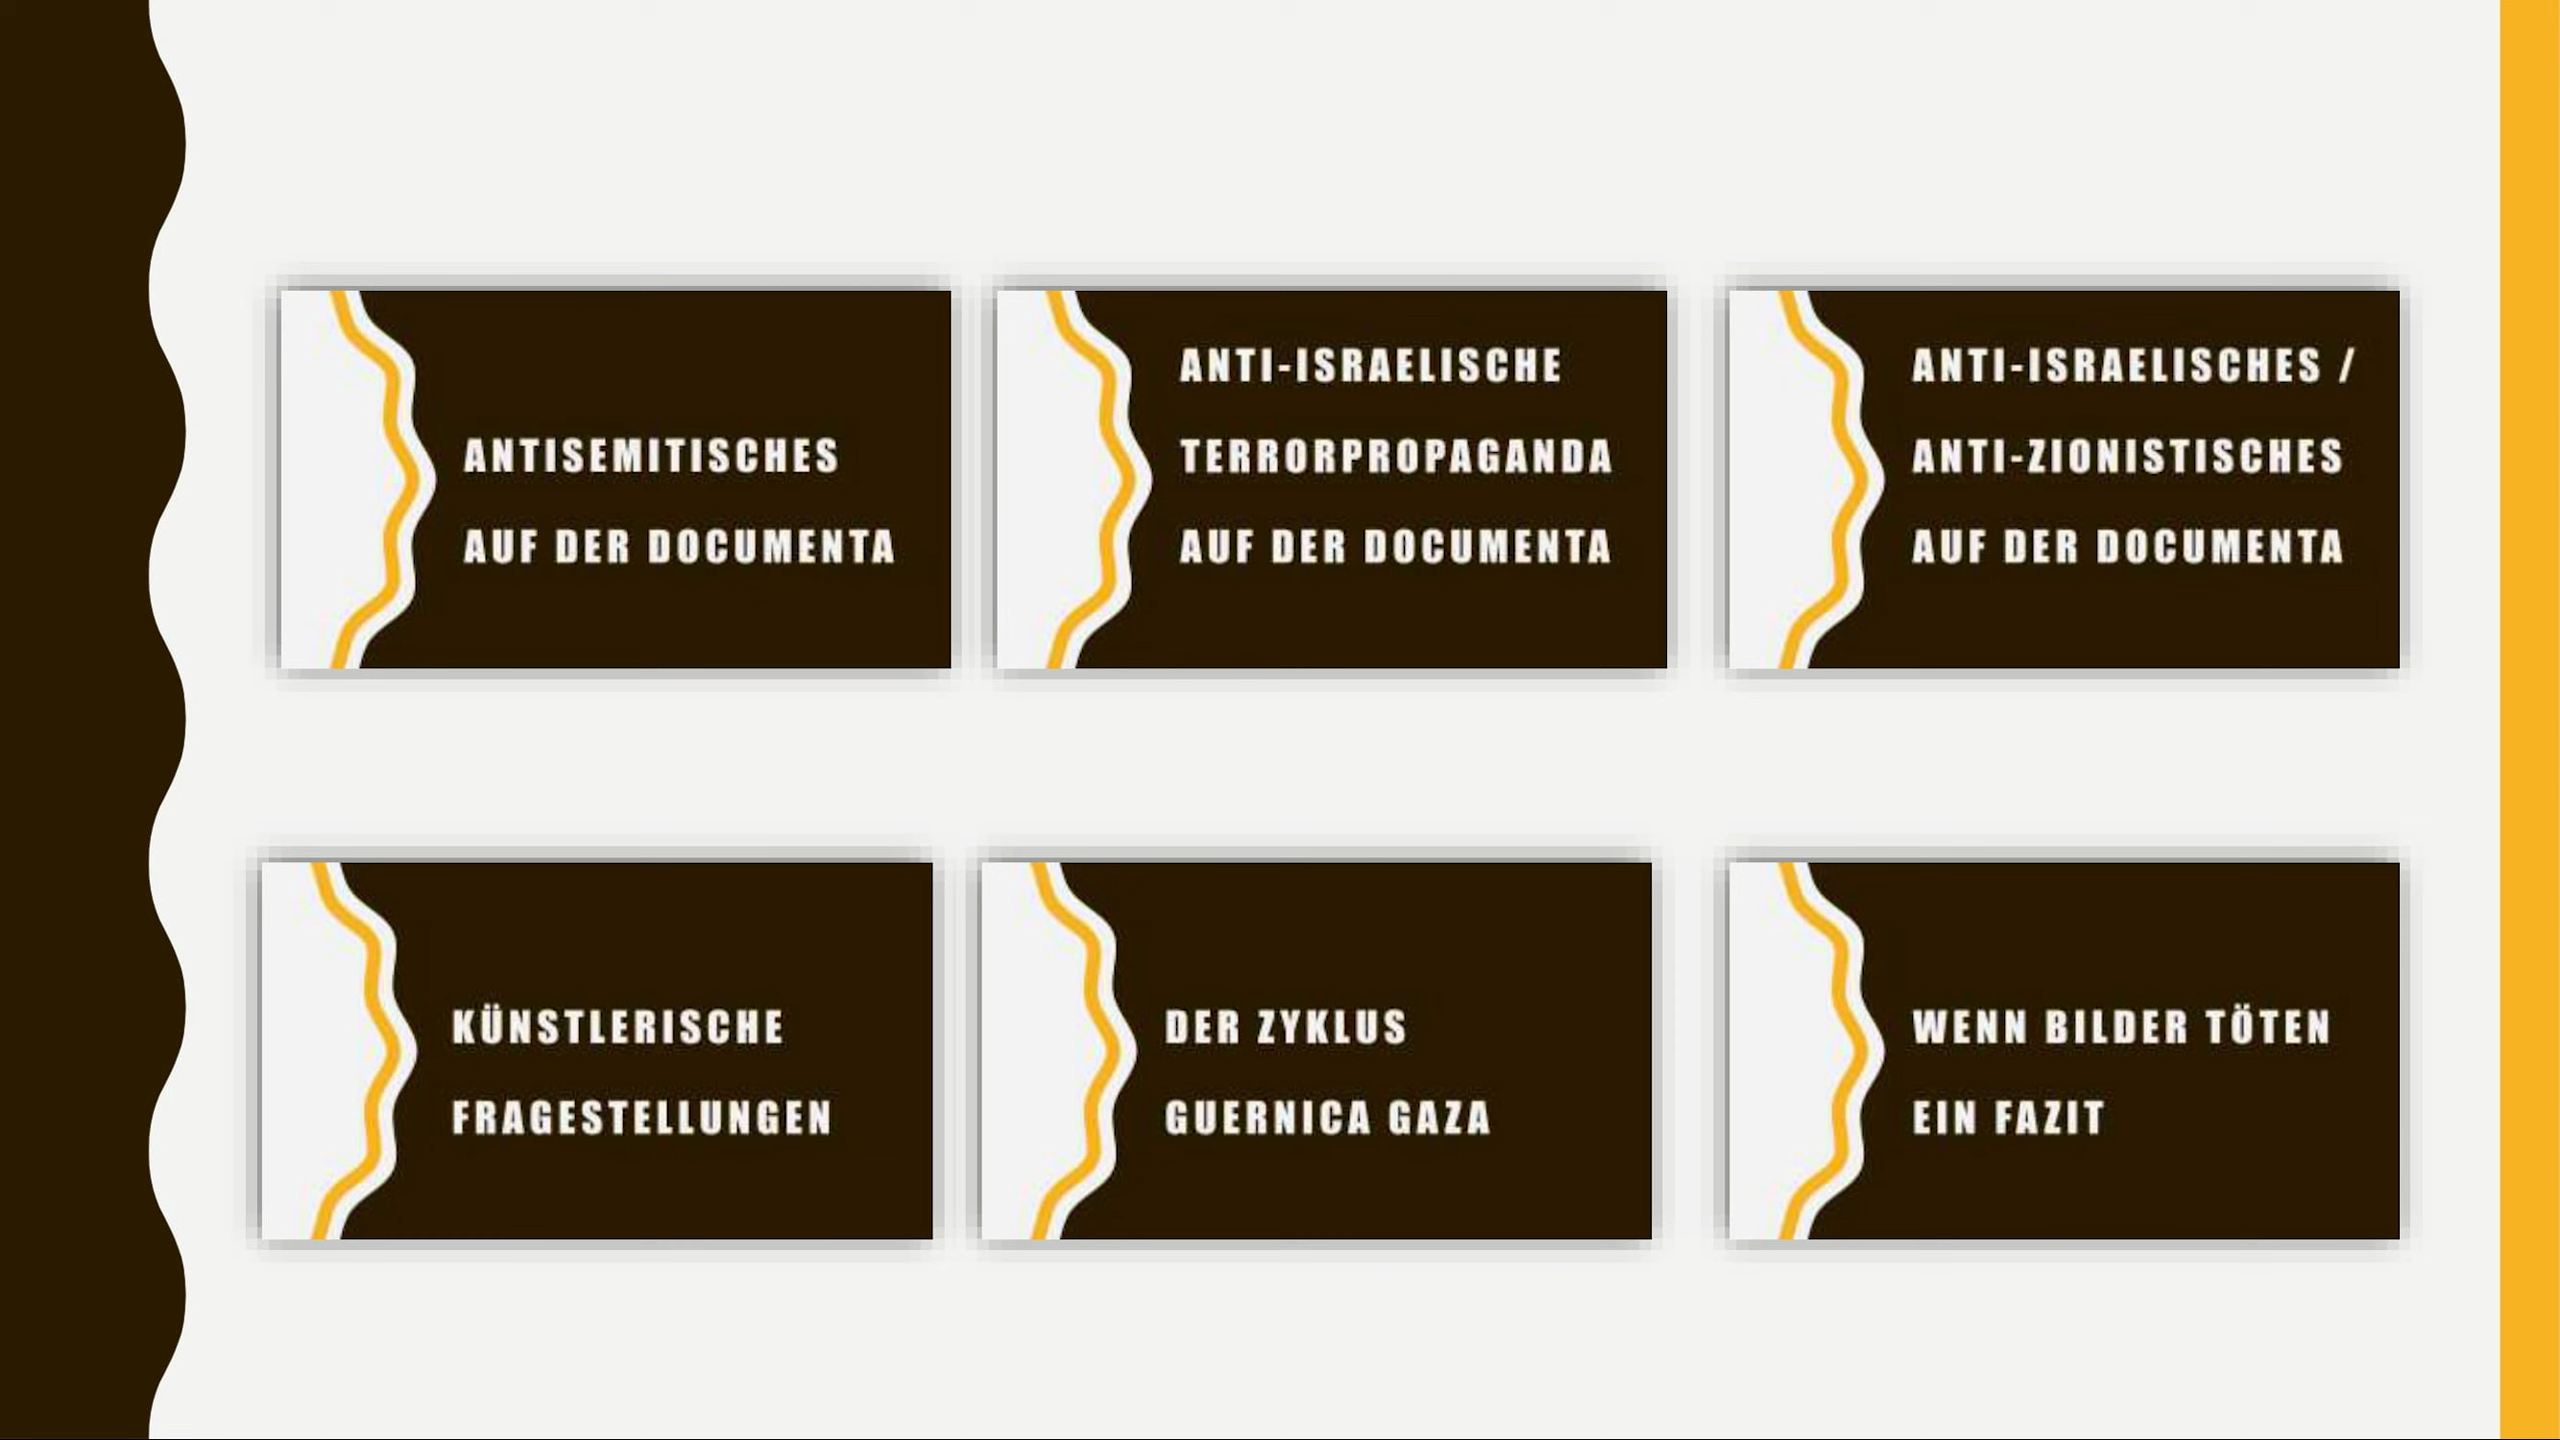 ANTISEMITISCHES
AUF DER DOCUMENTA
ANTI-ISRAELISCHE
TERRORPROPAGANDA
AUF DER DOCUMENTA
ANTI-ISRAELISCHES /
ANTI-ZIONISTISCHES
AUF DER DOCUMENTA
KÜNSTLERISCHE
FRAGESTELLUNGEN
DER ZYKLUS
GUERNICA GAZA
WENN BILDER TÖTEN
EIN FAZIT